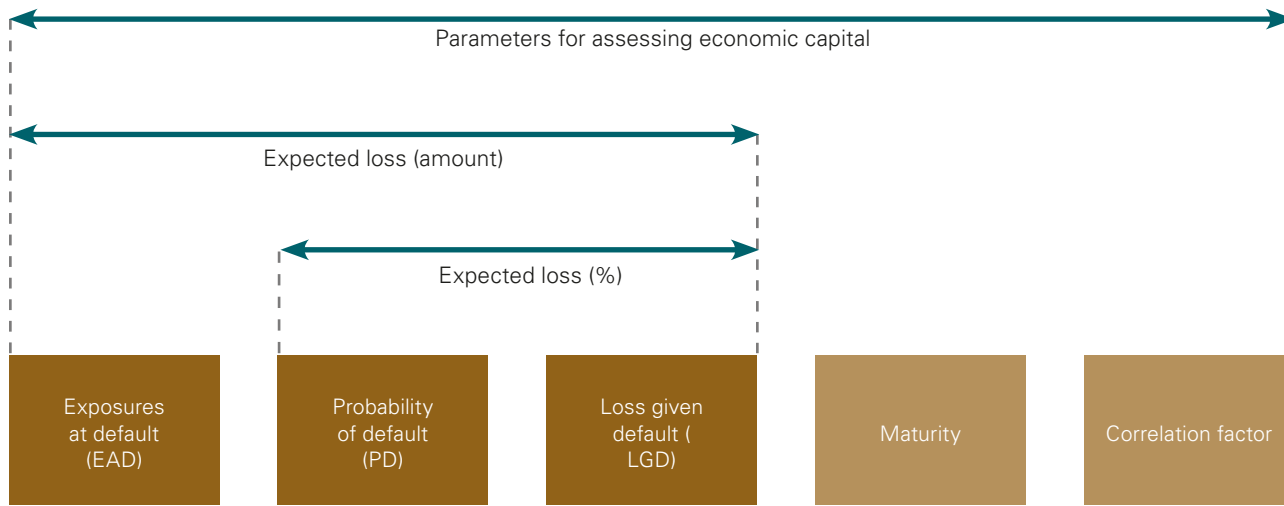 Parameters for assessing economic capital
Expected loss (amount)
Expected loss (%)
Exposures
at default
(EAD)
Probability
of default
(PD)
Loss given
default (
LGD)
Maturity
Correlation factor